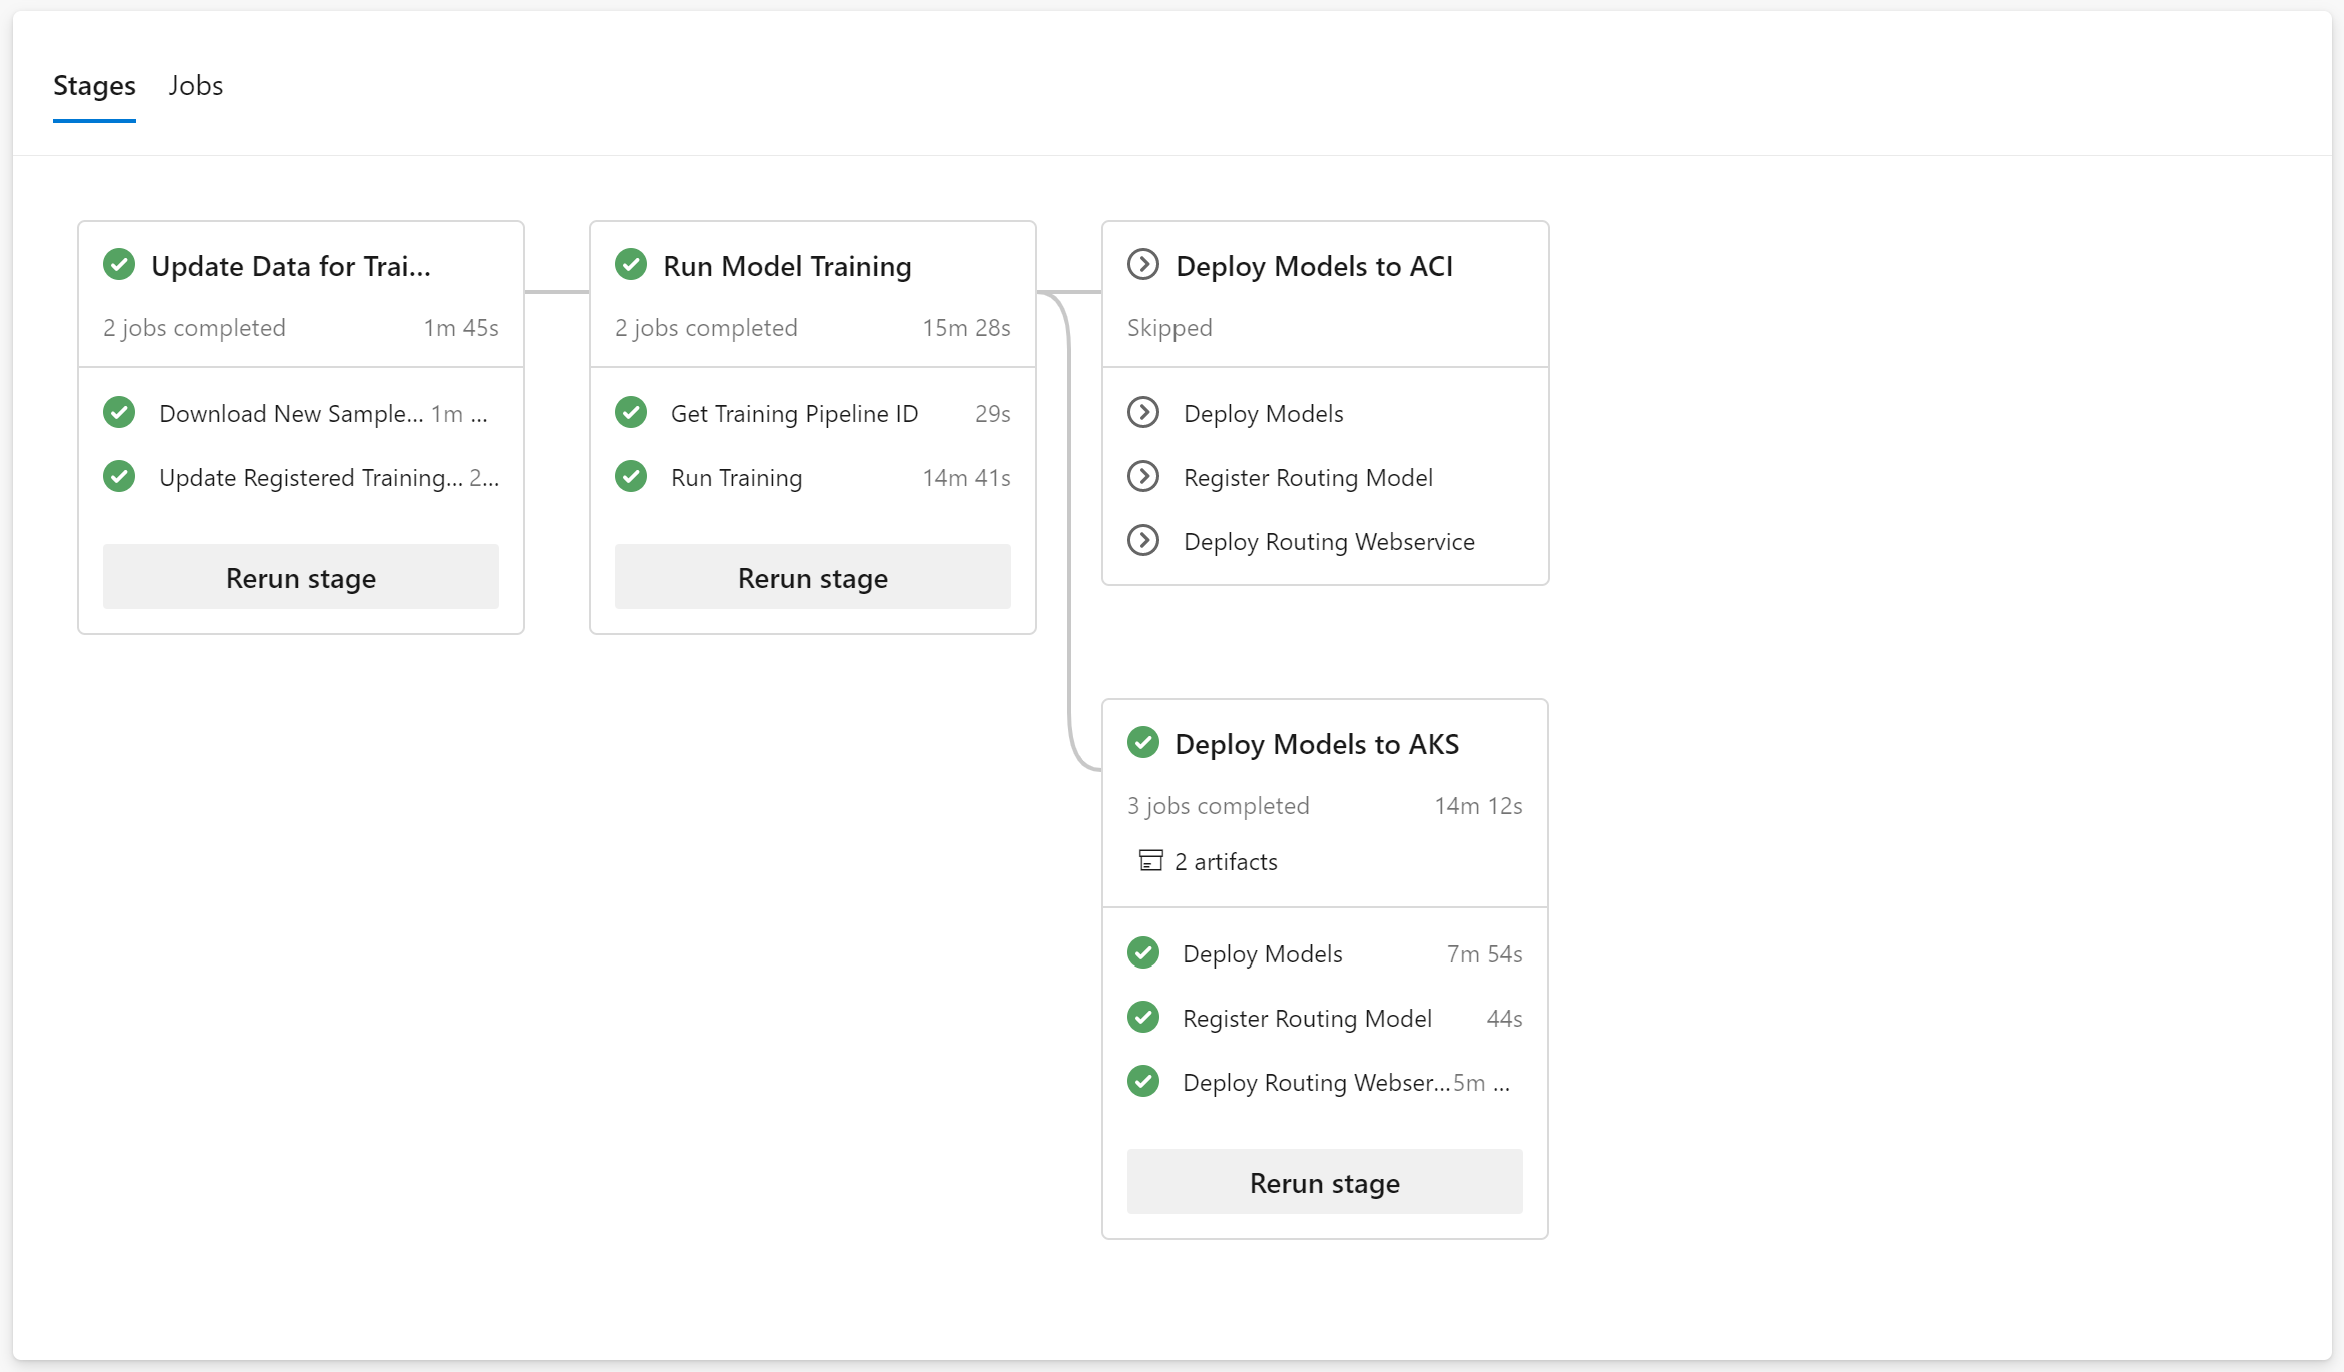 Stages Jobs
Update Data for Trai...
2 jobs completed 1m 45s
Download New Sample... 1m ...
Update Registered Training... 2...
Rerun stage
Run Model Training
2 jobs completed 15m 28s
Get Training Pipeline ID 29s
Run Training 14m 41s
Rerun stage
Deploy Models to ACI
Skipped
Deploy Models
Register Routing Model
Deploy Routing Webservice
Deploy Models to AKS
3 jobs completed 14m 12s
2 artifacts
Deploy Models 7m 54s
Register Routing Model 44s
Deploy Routing Webser... 5m ...
Rerun stage